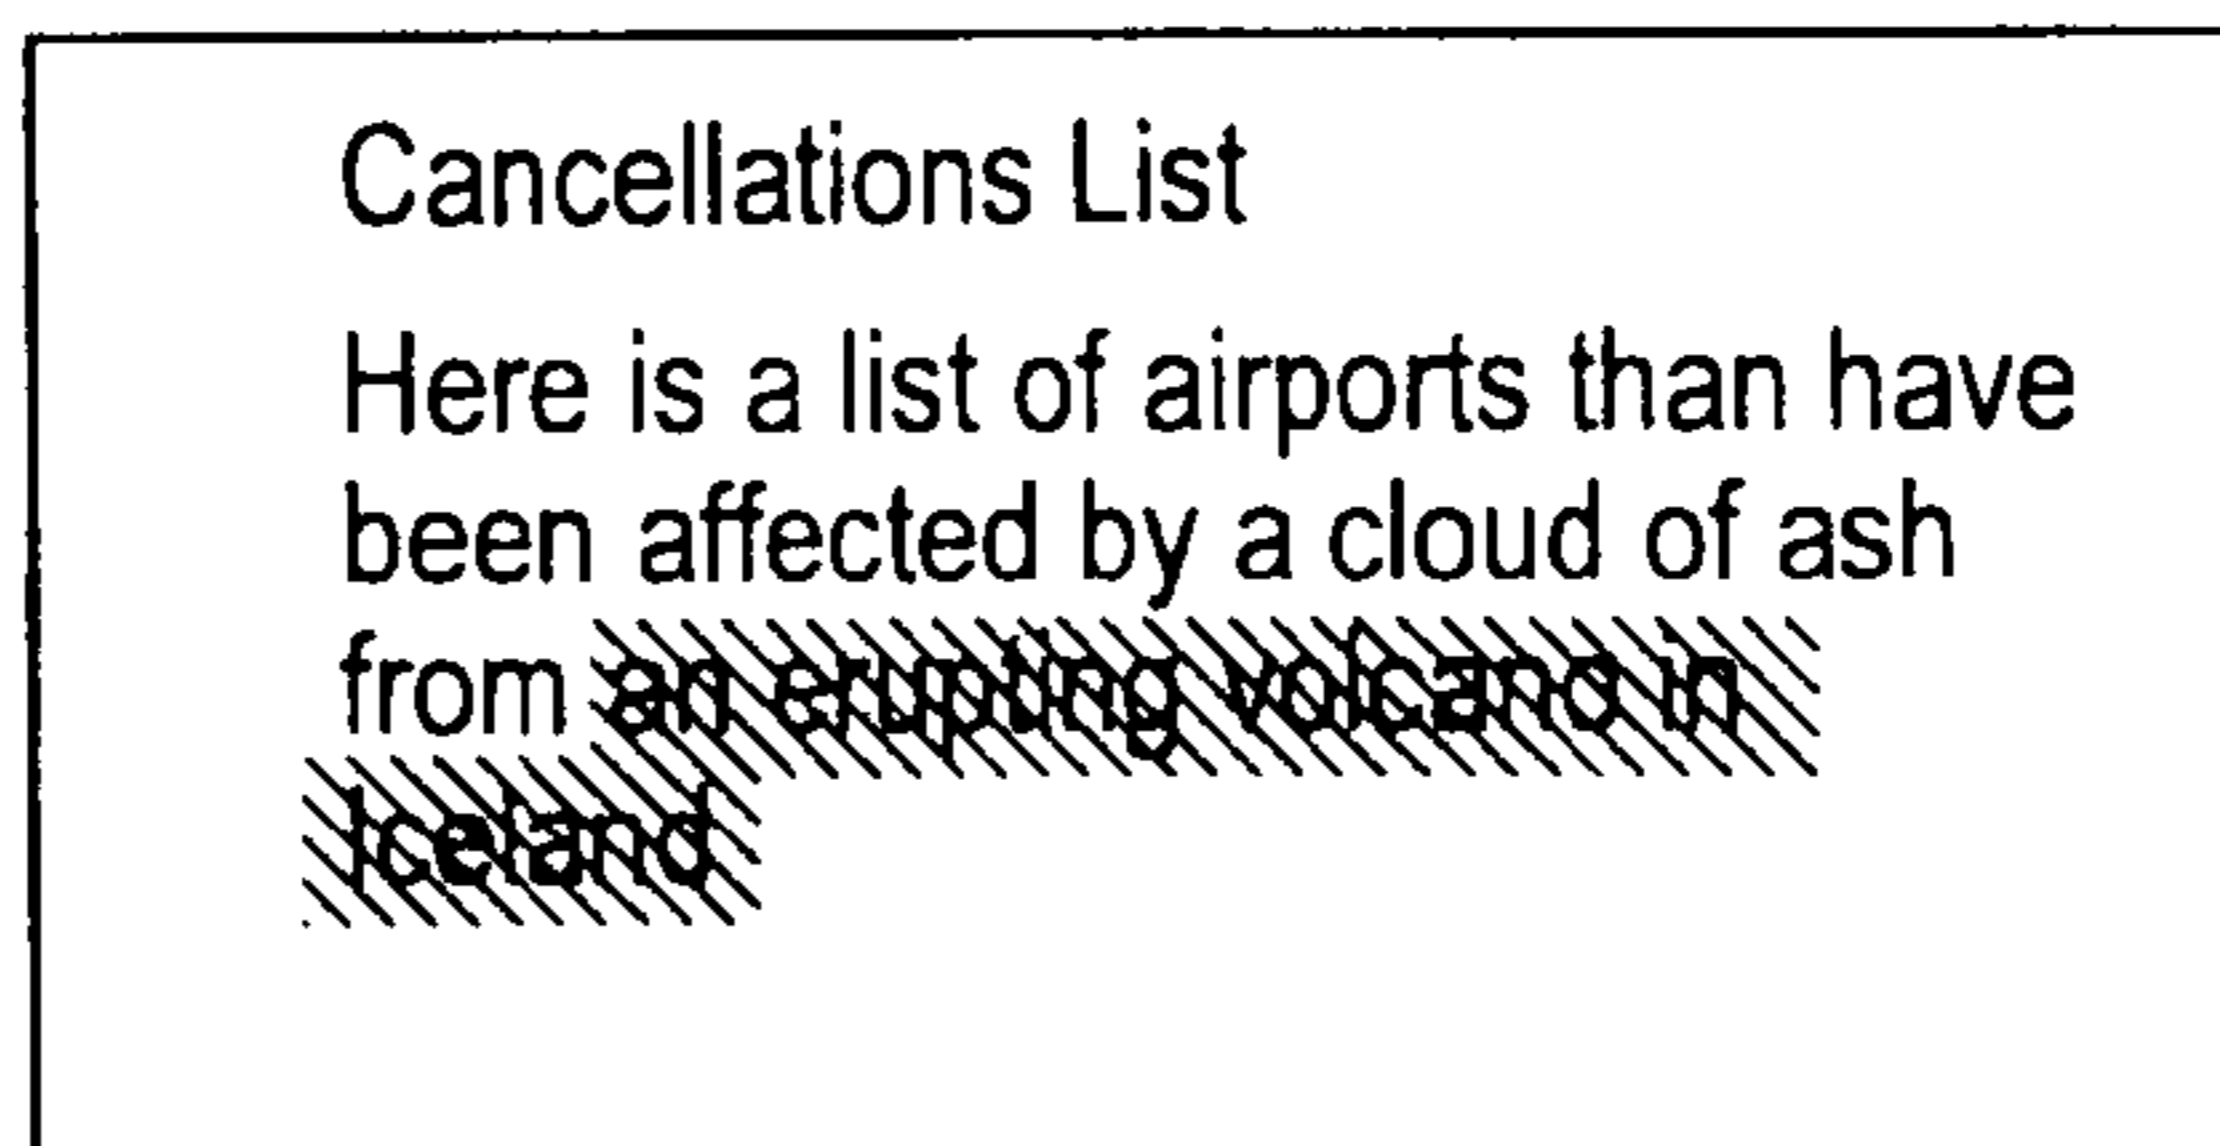 Cancellations List
Here is a list of airports than have
been affected by a cloud of ash
from an erupting volcano in
Iceland